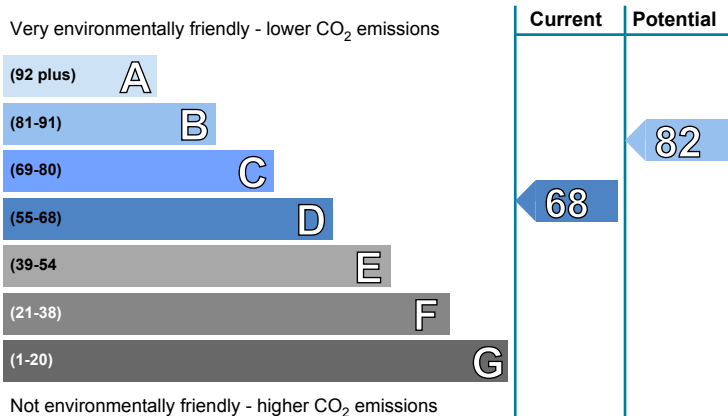 Current Potential
Very environmentally friendly - lower CO2 emissions
(92 plus) A
(81-91) B
82
(69-80) C
(55-68) D
68
(39-54 E
(21-38) F
(1-20) G
Not environmentally friendly - higher CO2 emissions